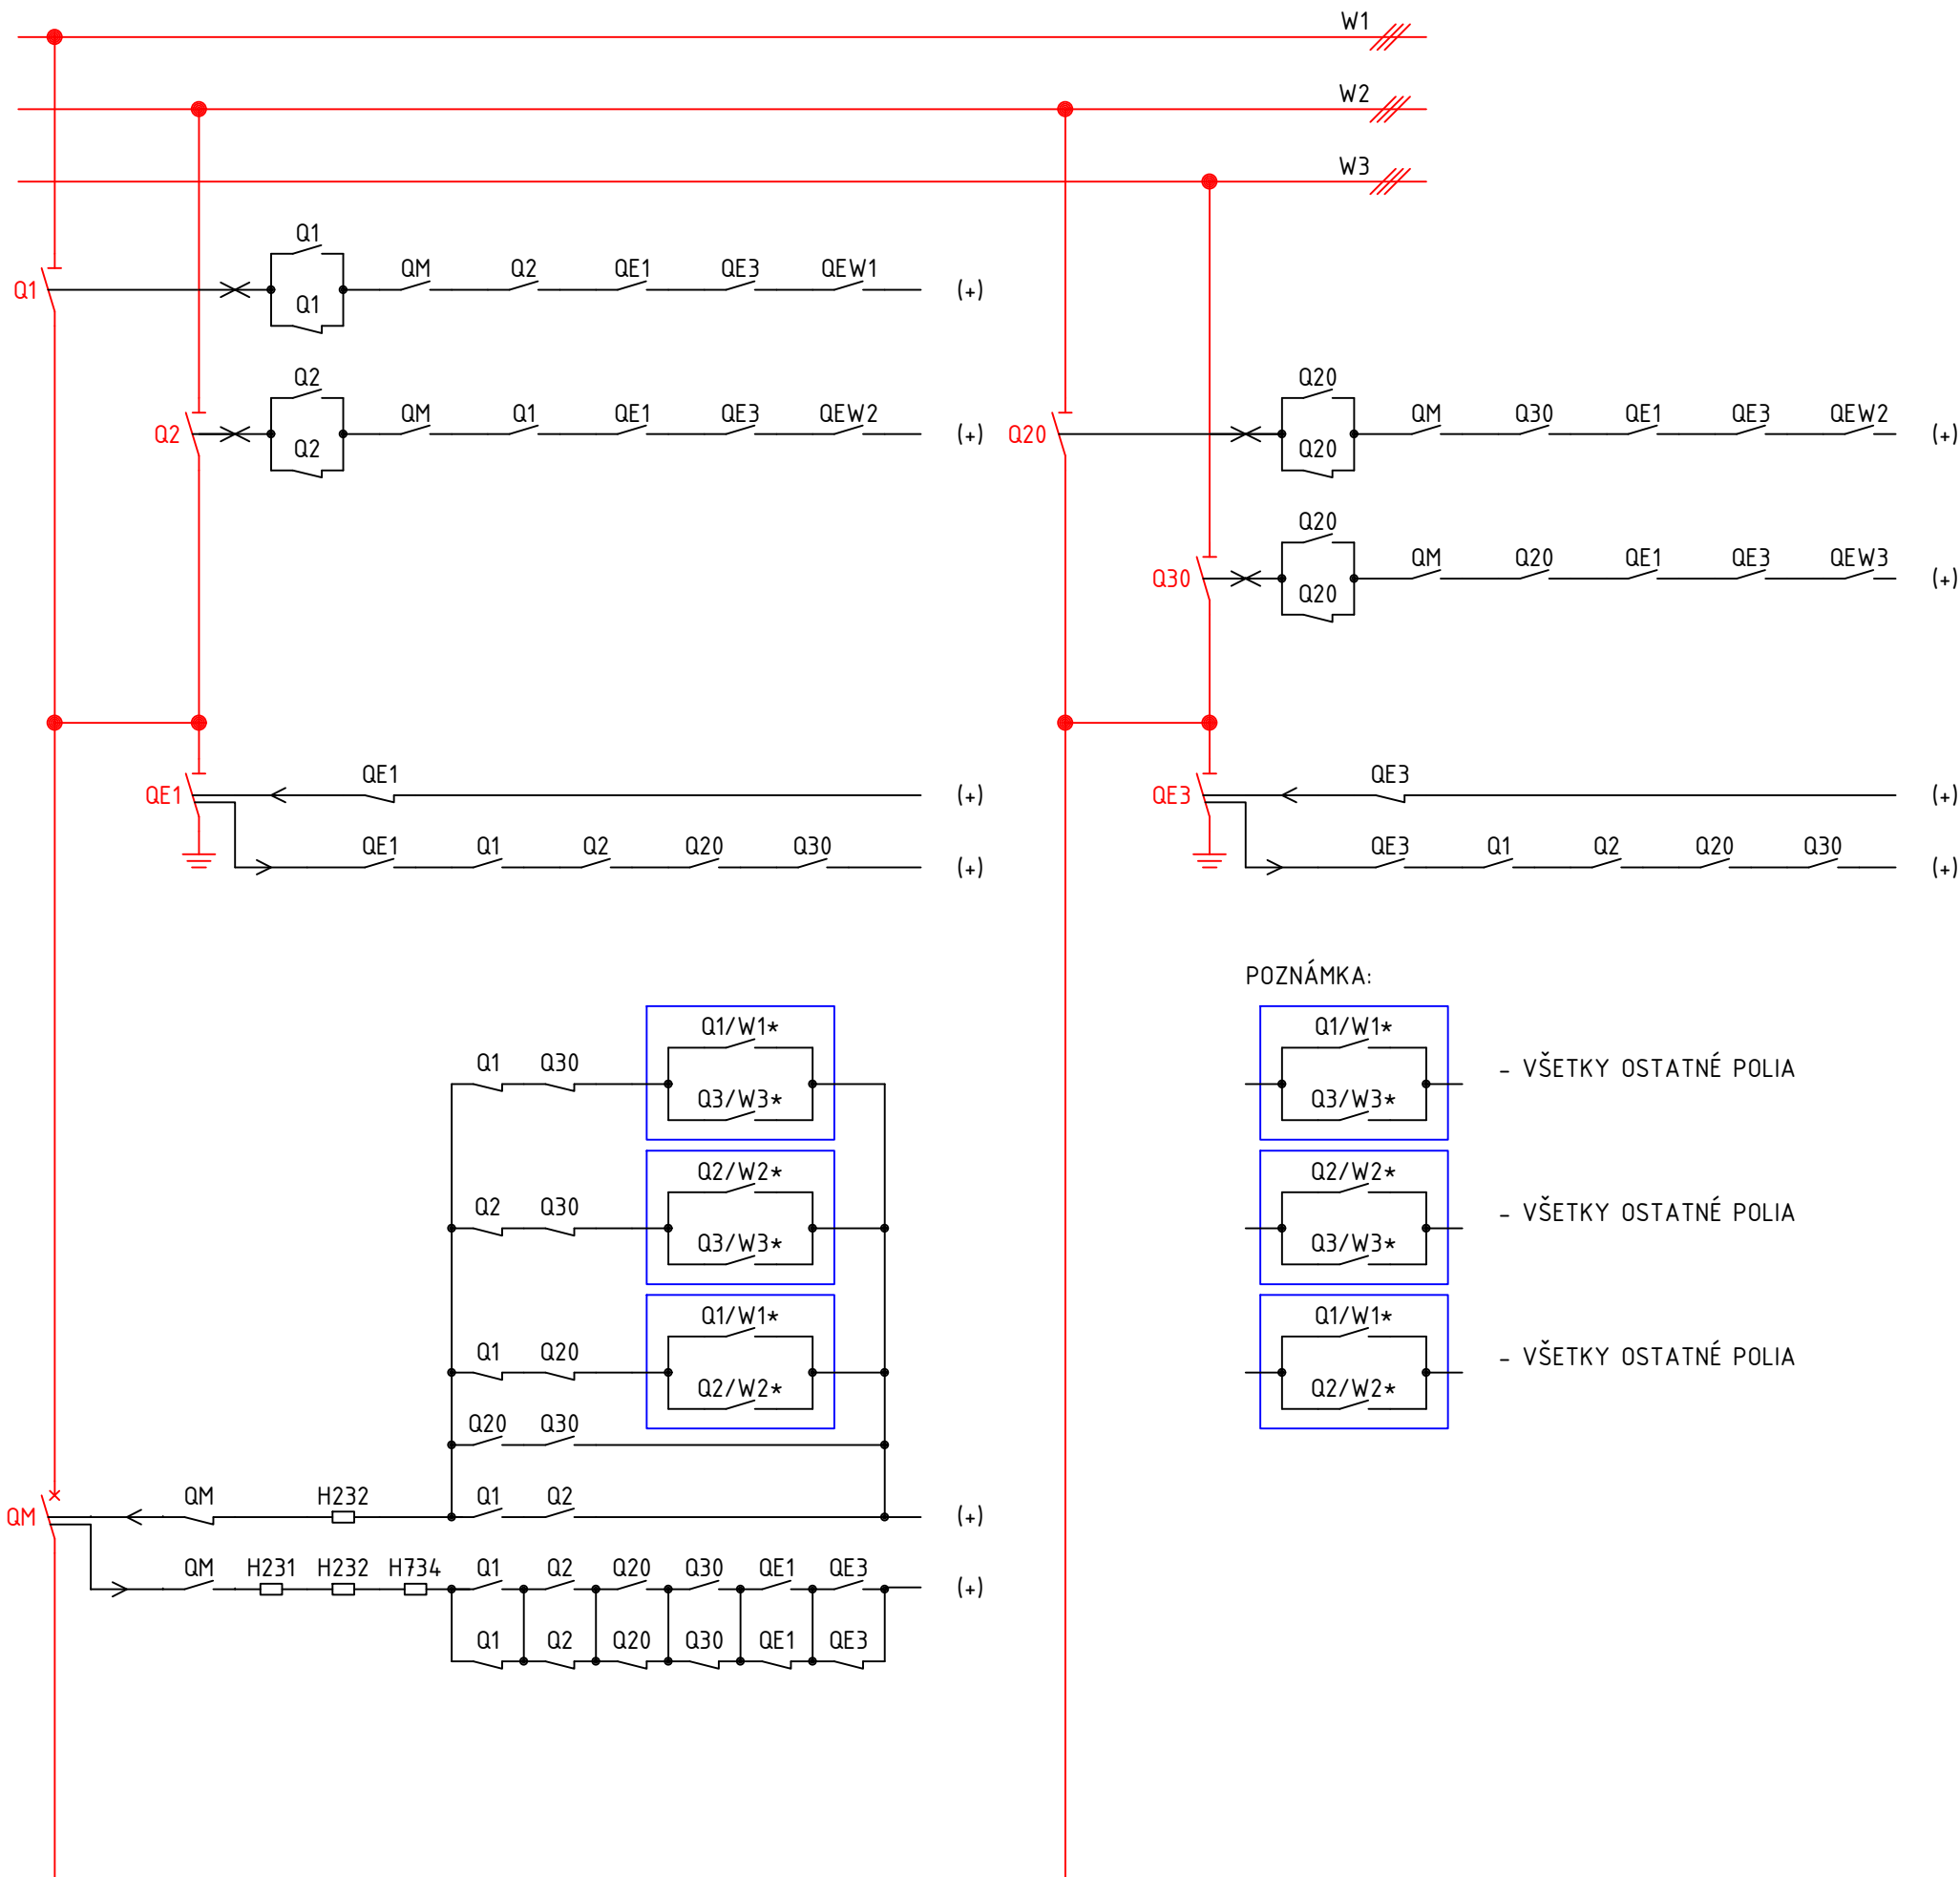 W1
W2
W3
Q1
Q1 QM Q2 QE1 QE3 QEW1
Q1 (+)
Q2 Q20
Q2 QM Q1 QE1 QE3 QEW2 (+) Q20 QM Q30 QE1 QE3 QEW2 (+)
Q2 Q20
Q20
Q30 QM Q20 QE1 QE3 QEW3 (+)
Q20
QE1 QE3
QE1 (+) QE3 (+)
QE1 Q1 Q2 Q20 Q30 (+) QE3 Q1 Q2 Q20 Q30 (+)
POZNÁMKA:
Q1/W1* Q1/W1*
Q1 Q30 - VŠETKY OSTATNÉ POLIA
Q3/W3* Q3/W3*
Q2/W2* Q2/W2*
Q2 Q30 - VŠETKY OSTATNÉ POLIA
Q3/W3* Q3/W3*
Q1/W1* Q1/W1*
Q1 Q20 - VŠETKY OSTATNÉ POLIA
Q2/W2* Q2/W2*
Q20 Q30
QM H232 Q1 Q2
QM (+)
QM H231 H232 H734 Q1 Q2 Q20 Q30 QE1 QE3 (+)
Q1 Q2 Q20 Q30 QE1 QE3